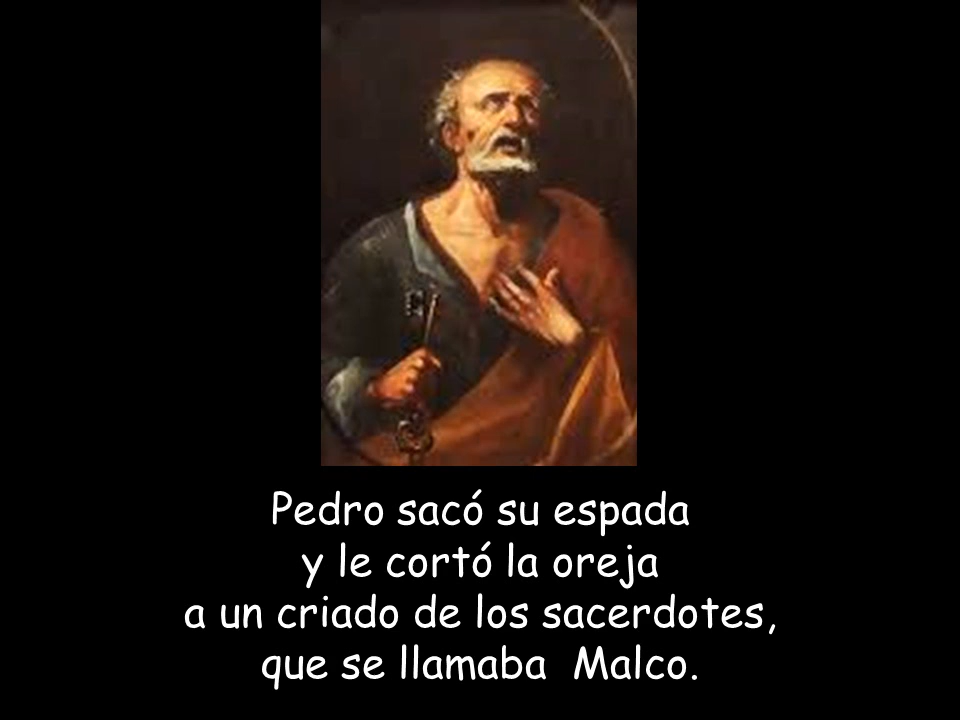 Pedro sacó su espada
y le cortó la oreja
a un criado de los sacerdotes,
que se llamaba Malco.